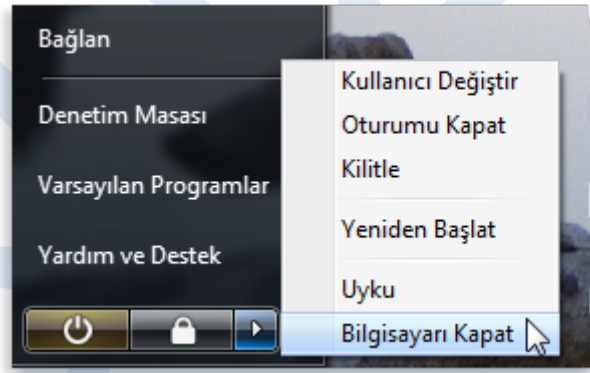 Bağlan
Denetim Masası
Varsayılan Programlar
Yardım ve Destek
Kullanıcı Değiştir
Oturumu Kapat
Kilitle
Yeniden Başlat
Uyku
Bilgisayarı Kapat